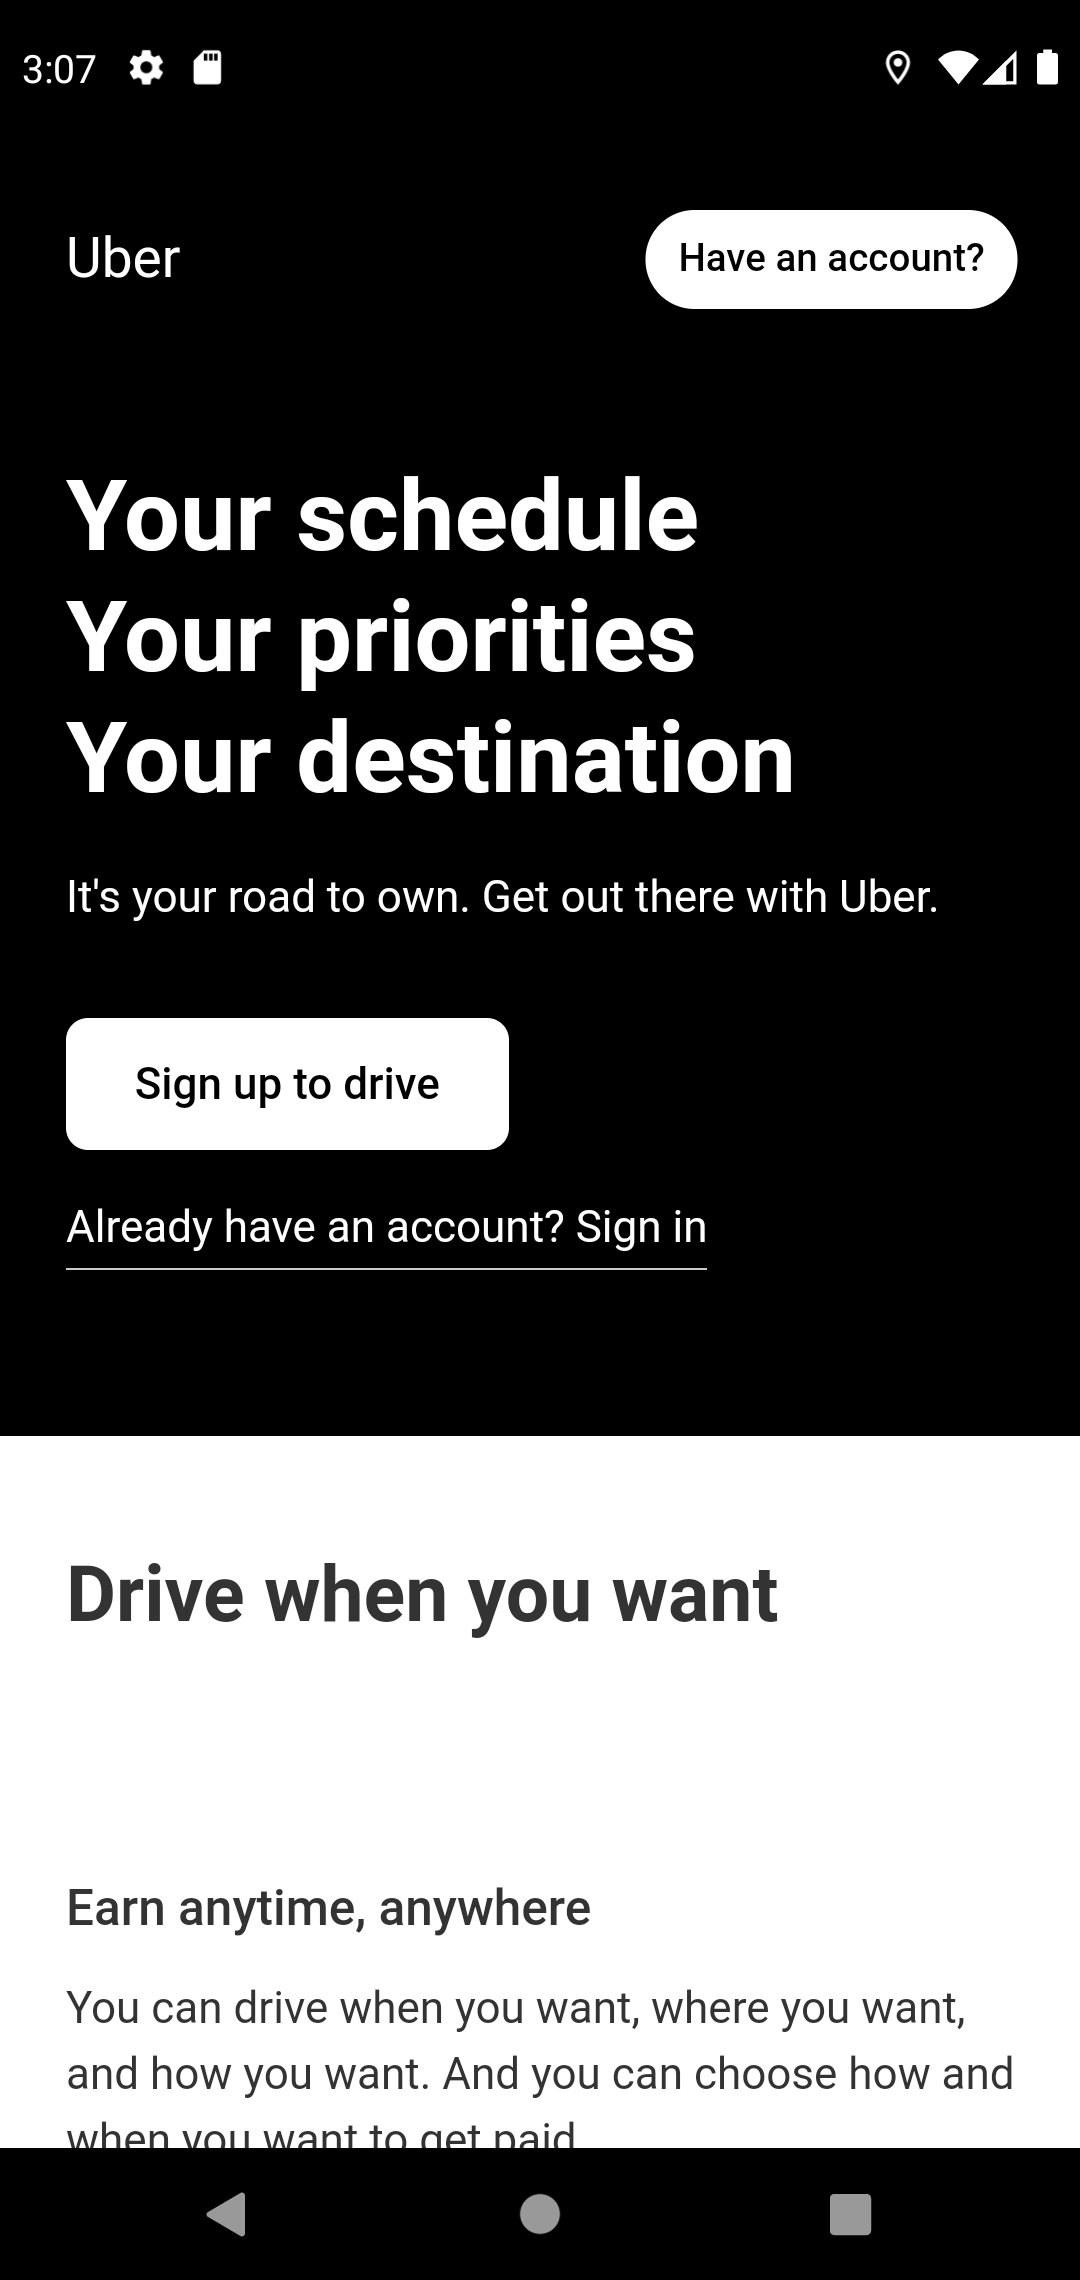 3:07
Uber
Have an account?
Your schedule
Your priorities
Your destination
It's your road to own. Get out there with Uber.
Sign up to drive
Already have an account? Sign in
Drive when you want
Earn anytime, anywhere
You can drive when you want, where you want,
and how you want. And you can choose how and
when you want to get paid